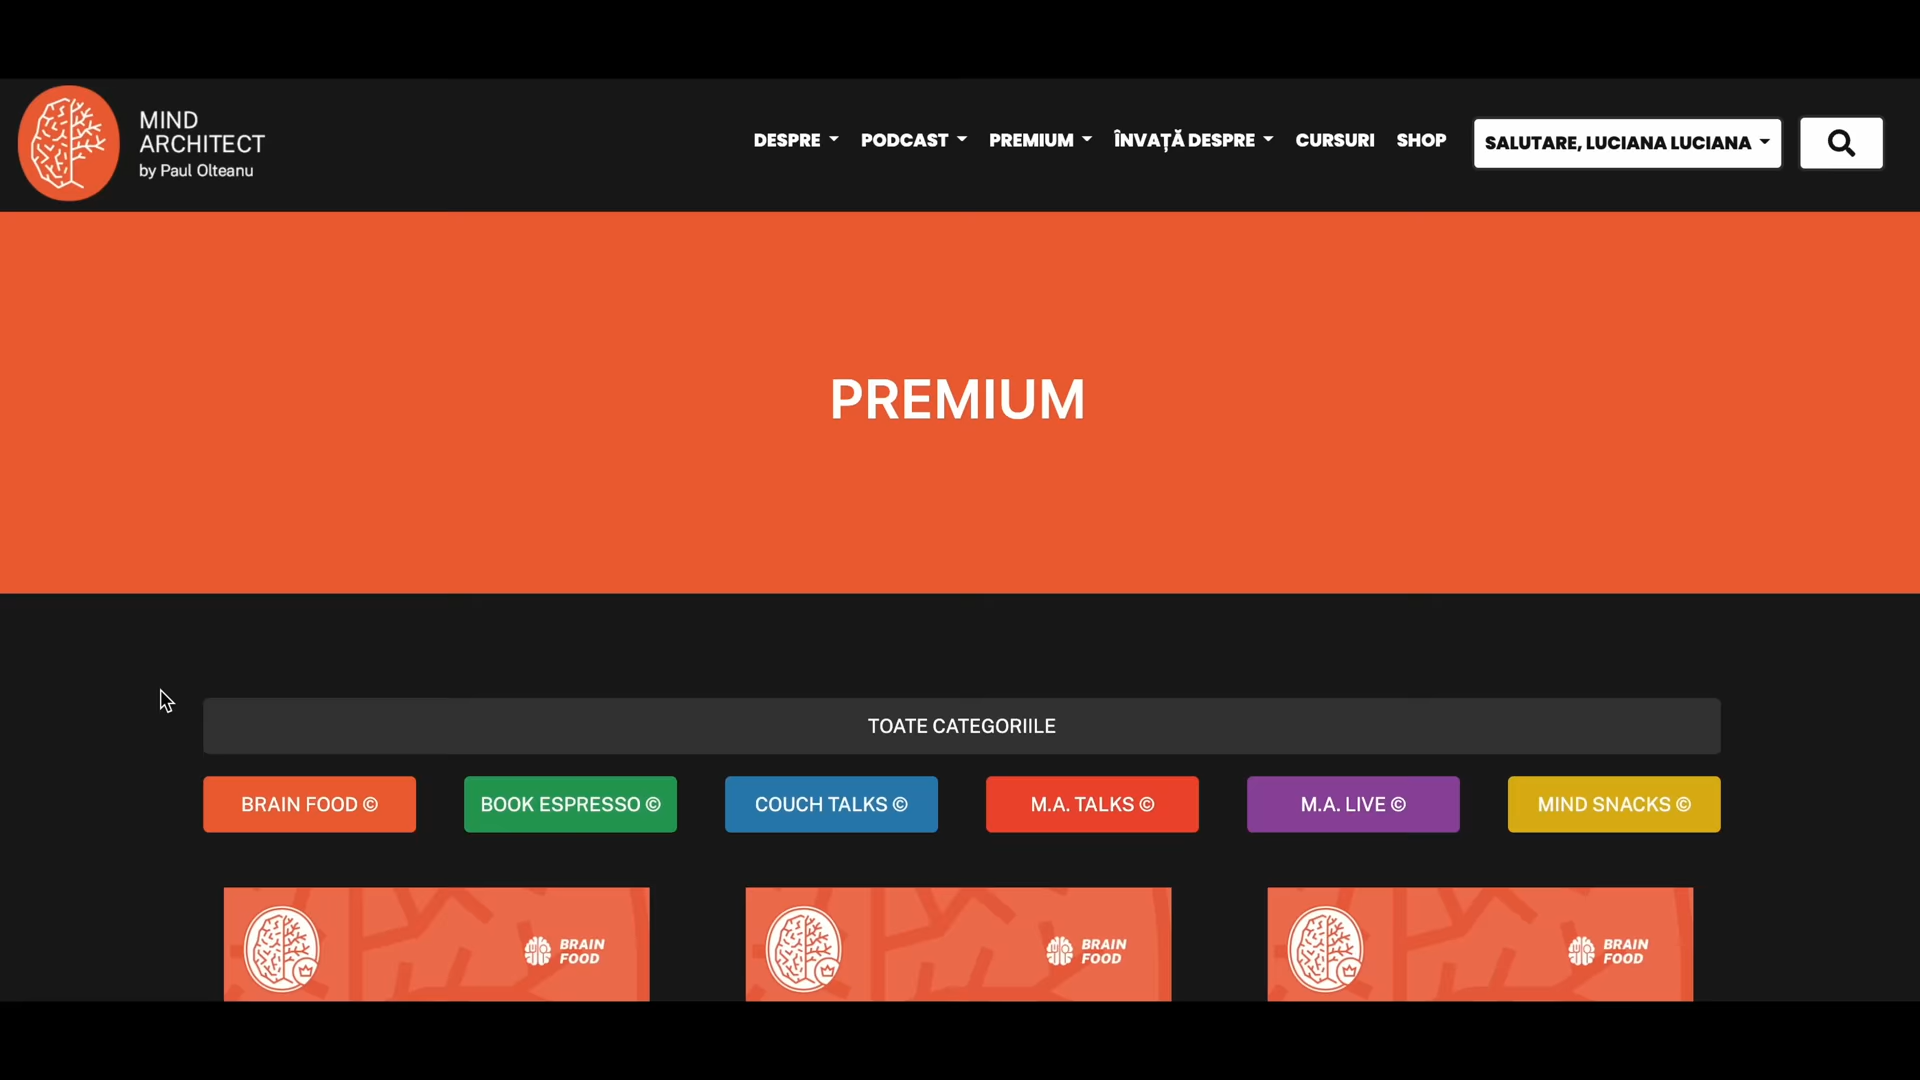 MIND
ARCHITECT
by Paul Olteanu
DESPRE PODCAST PREMIUM ÎNVAȚĂ DESPRE CURSURI SHOP SALUTARE, LUCIANA LUCIANA
PREMIUM
TOATE CATEGORIILE
BRAIN FOOD © BOOK ESPRESSO © COUCH TALKS © M.A. TALKS © M.A. LIVE © MIND SNACKS ©
BRAIN
FOOD
BRAIN
FOOD
BRAIN
FOOD